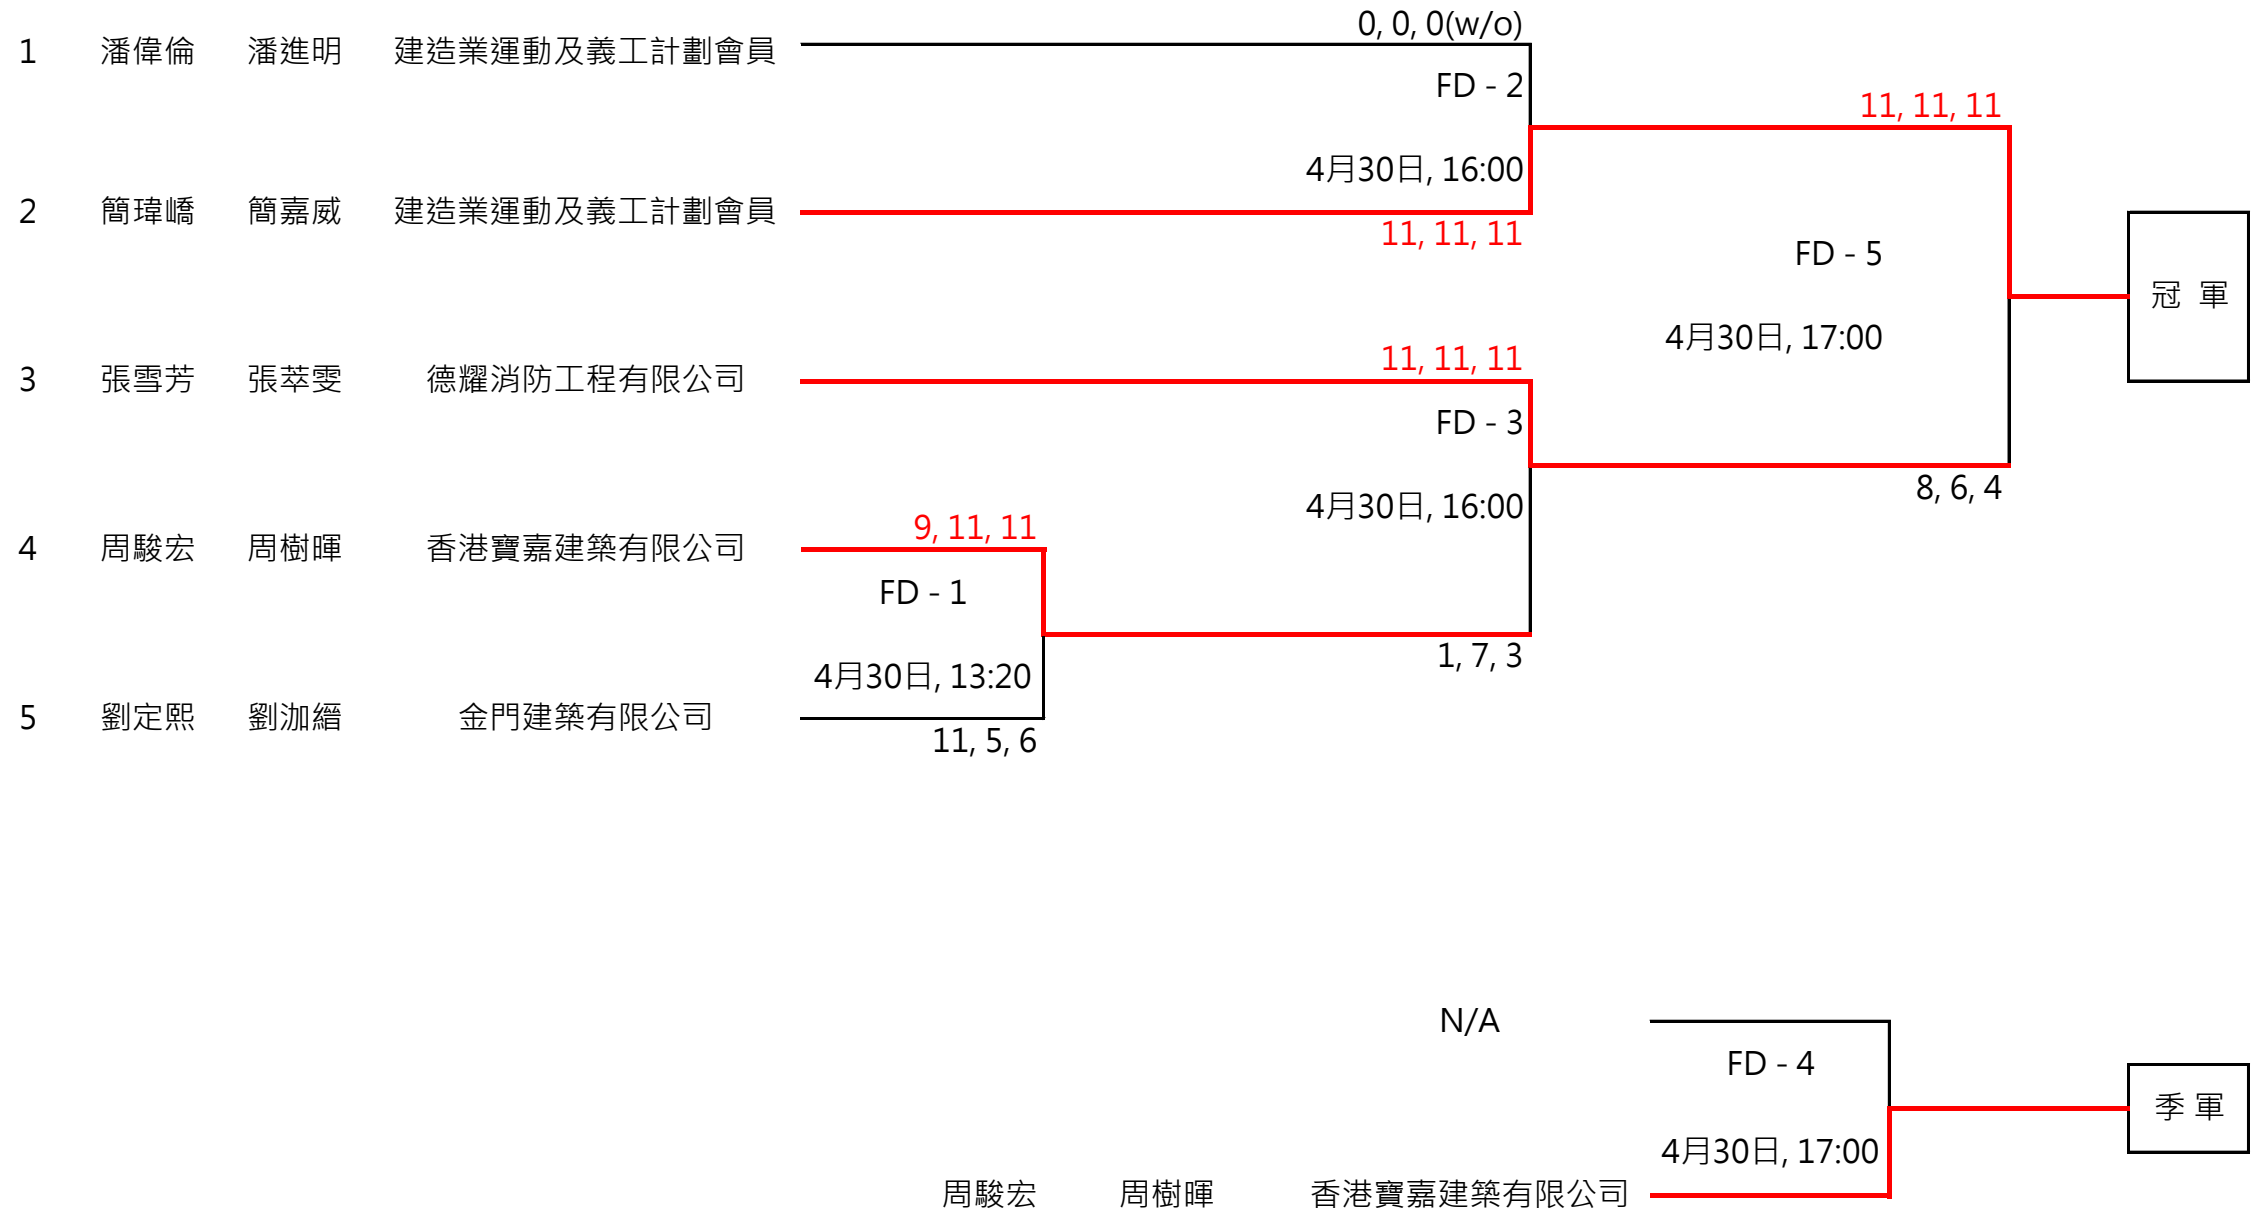 0, 0, 0(w/o)
1 潘偉倫 潘進明 建造業運動及義工計劃會員
FD - 2
11, 11, 11
4月30日, 16:00
2 簡瑋嶠 簡嘉威 建造業運動及義工計劃會員
11, 11, 11
FD - 5
冠 軍
4月30日, 17:00
11, 11, 11
3 張雪芳 張萃雯 德耀消防工程有限公司
FD - 3
8, 6, 4
4月30日, 16:00
9, 11, 11
4 周駿宏 周樹暉 香港寶嘉建築有限公司
FD - 1
1, 7, 3
4月30日, 13:20
5 劉定熙 劉泇縉 金門建築有限公司
11, 5, 6
N/A
FD - 4
季 軍
4月30日, 17:00
周駿宏 周樹暉 香港寶嘉建築有限公司